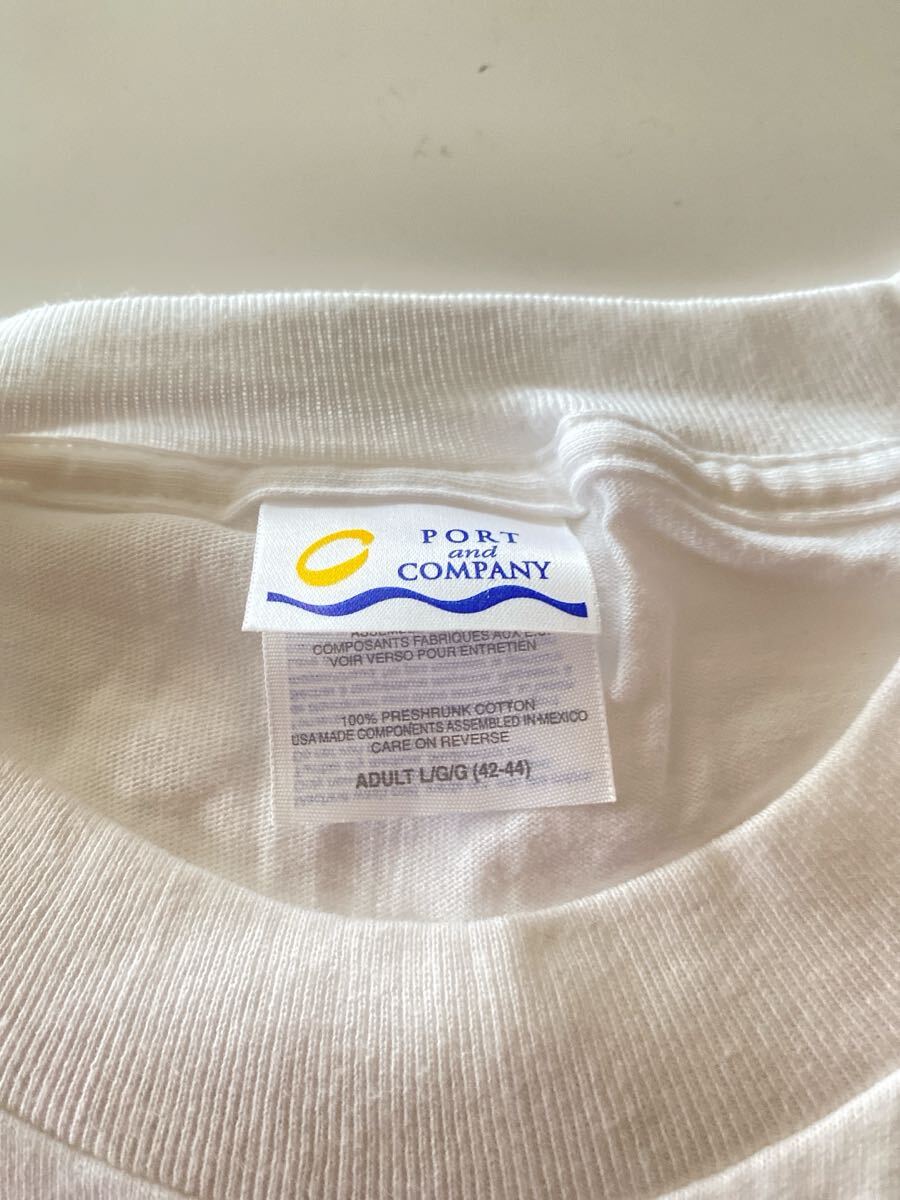 PORT
and
COMPANY
COMPOSANTS FABRIQUES AUX
VOIR VERSO POUR ENTRETIEN
100% PRESHRUNK COTTON
USA MADE COMPONENTS ASSEMBLED IN MEXICO
CARE ON REVERSE
ADULT L/G/G (42-44)